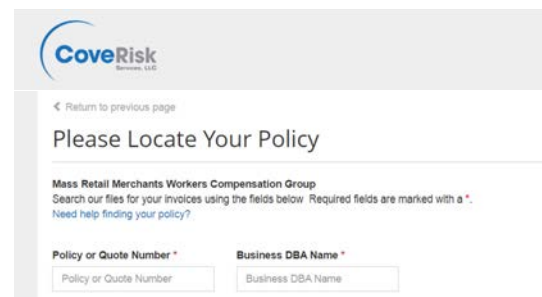 CoveRisk
Services, LLC
Return to previous page
Please Locate Your Policy
Mass Retail Merchants Workers Compensation Group
Search our files for your invoices using the fields below Required fields are marked with a *.
Need help finding your policy?
Policy or Quote Number * Business DBA Name *
Policy or Quote Number Business DBA Name